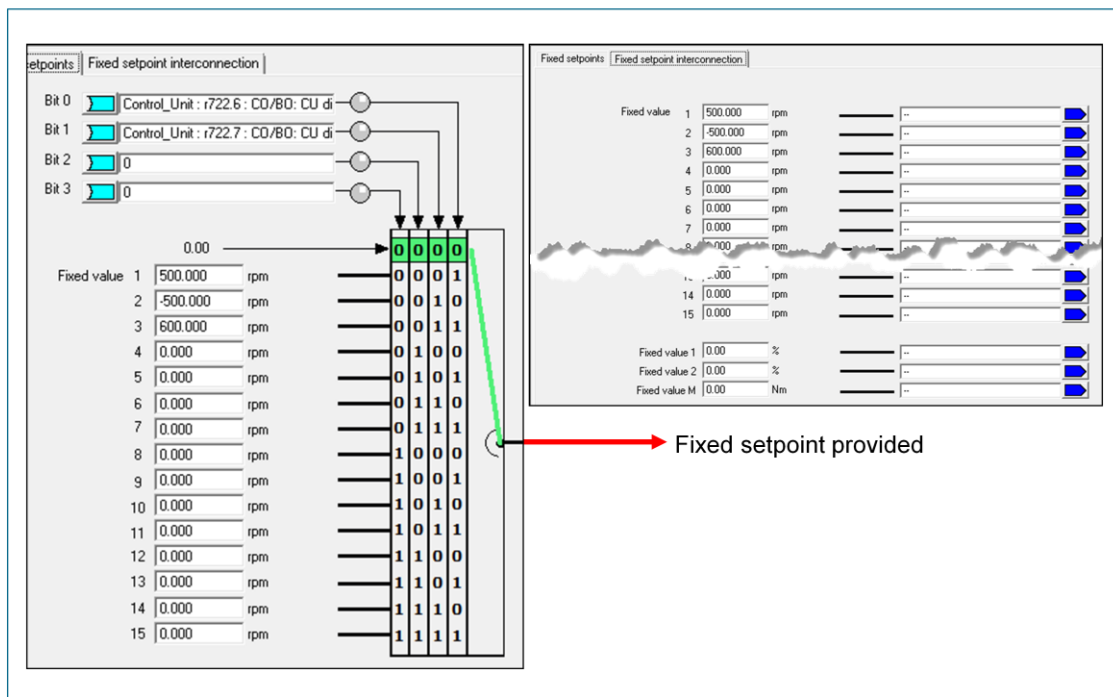 setpoints Fixed setpoint interconnection
Bit 0 Control_Unit : r722.6 : CO/BO: CU di
Bit 1 Control_Unit : r722.7 : CO/BO: CU di
Bit 2 0
Bit 3 0
0.00 0 0 0 0
Fixed value 1 500.000 rpm 0 0 0 1
2 -500.000 rpm 0 0 1 0
3 600.000 rpm 0 0 1 1
4 0.000 rpm 0 1 0 0
5 0.000 rpm 0 1 0 1
6 0.000 rpm 0 1 1 0
7 0.000 rpm 0 1 1 1
8 0.000 rpm 1 0 0 0
9 0.000 rpm 1 0 0 1
10 0.000 rpm 1 0 1 0
11 0.000 rpm 1 0 1 1
12 0.000 rpm 1 1 0 0
13 0.000 rpm 1 1 0 1
14 0.000 rpm 1 1 1 0
15 0.000 rpm 1 1 1 1
Fixed setpoints Fixed setpoint interconnection
Fixed value 1 500.000 rpm --
2 -500.000 rpm --
3 600.000 rpm --
4 0.000 rpm --
5 0.000 rpm --
6 0.000 rpm --
7 0.000 rpm --
rpm --
14 0.000 rpm --
15 0.000 rpm --
Fixed value 1 0.00 % --
Fixed value 2 0.00 % --
Fixed value M 0.00 Nm --
Fixed setpoint provided